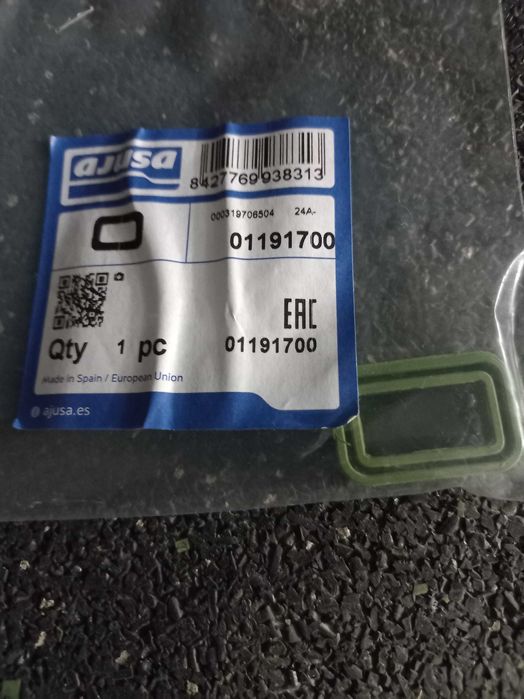 ajusa
8427769938313
000319706504 24A-
01191700
EAC
Qty 1 pc
01191700
Made in Spain / European Union
ajusa.es